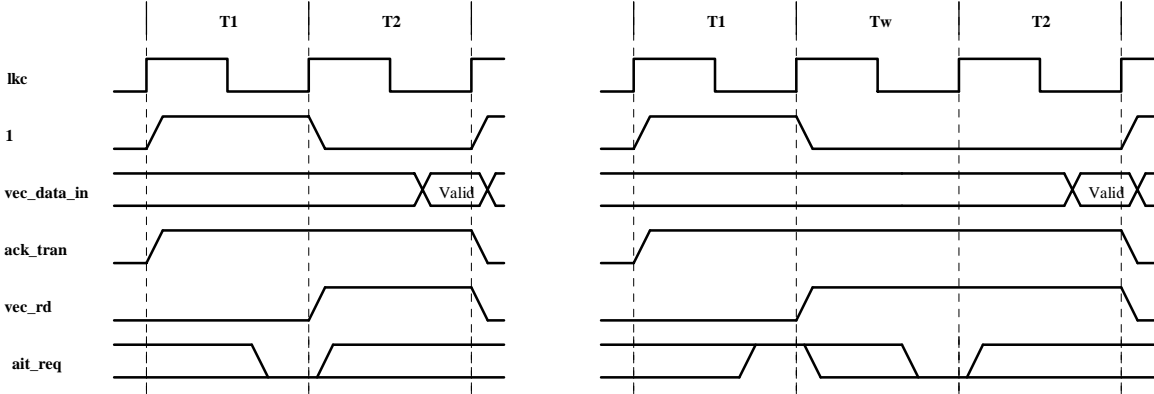 T1 T2 T1 Tw T2
lkc
1
vec_data_in Valid Valid
ack_tran
vec_rd
ait_req